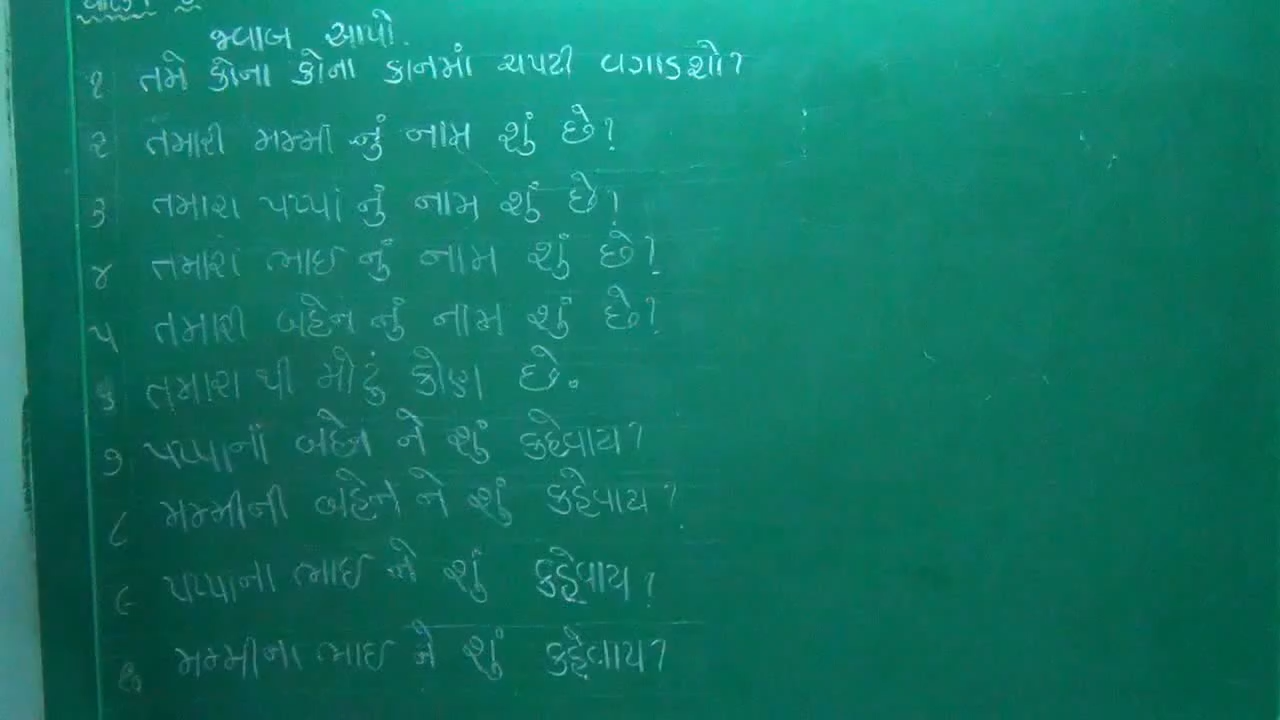 જવાબ આપો.
૧ તમે કોના કોના કાનમાં ચપટી વગાડશો?
૨ તમારી મમ્મી નું નામ શું છે?
૩ તમારા પપ્પા નું નામ શું છે?
૪ તમારા ભાઇ નું નામ શું છે?
૫ તમારી બહેન નું નામ શું છે?
૬ તમારા થી મોટું કોણ છે.
૭ પપ્પાની બહેન ને શું કહેવાય?
૮ મમ્મીની બહેન ને શું કહેવાય?
૯ પપ્પાના ભાઇ ને શું કહેવાય?
મમ્મીના ભાઇ ને શું કહેવાય?